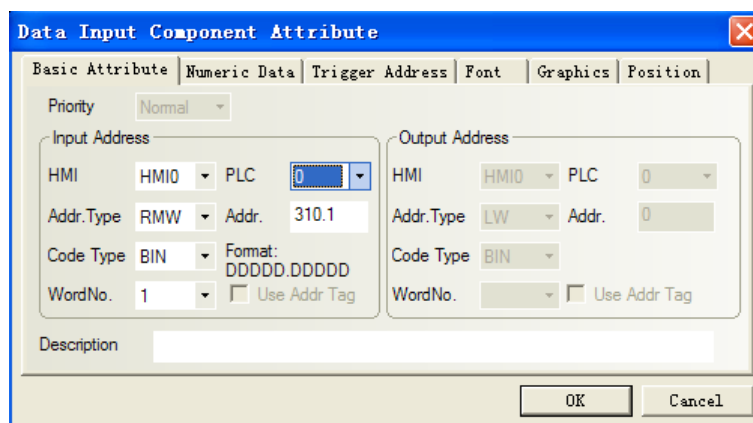 Data Input Component Attribute
Basic Attribute Numeric Data Trigger Address Font Graphics Position
Priority Normal
Input Address Output Address
HMI HMI0 PLC 0 HMI HMI0 PLC 0
Addr.Type RMW Addr. 310.1 Addr.Type LW Addr. 0
Code Type BIN Format: Code Type BIN
DDDDD.DDDDD
WordNo. 1 Use Addr Tag WordNo. Use Addr Tag
Description
OK Cancel